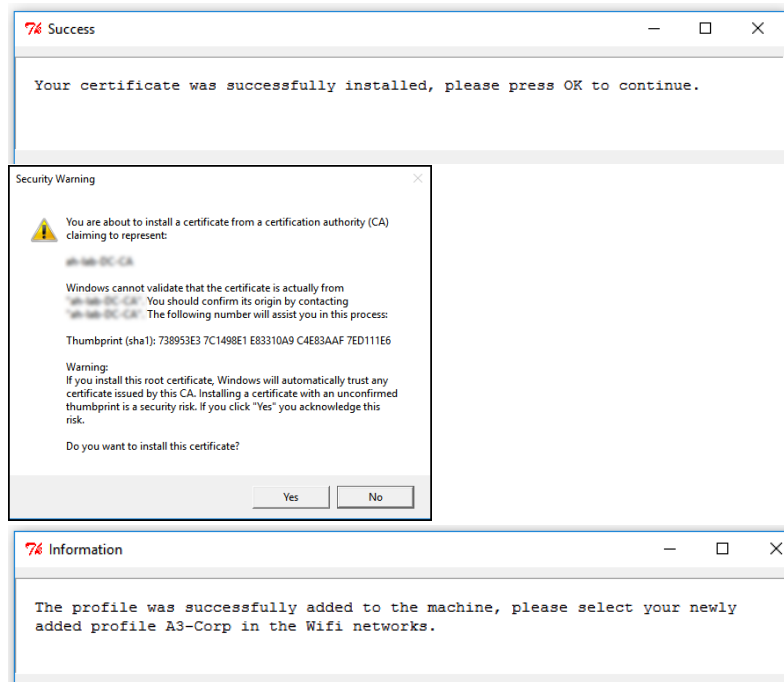 Success
Your certificate was successfully installed, please press OK to continue.
Security Warning
You are about to install a certificate from a certification authority (CA)
claiming to represent:
Windows cannot validate that the certificate is actually from
You should confirm its origin by contacting
The following number will assist you in this process:
Thumbprint (sha1): 738953E3 7C1498E1 E83310A9 C4E83AAF 7ED111E6
Warning:
If you install this root certificate, Windows will automatically trust any
certificate issued by this CA. Installing a certificate with an unconfirmed
thumbprint is a security risk. If you click "Yes" you acknowledge this
risk.
Do you want to install this certificate?
Yes No
Information
The profile was successfully added to the machine, please select your newly
added profile A3-Corp in the Wifi networks.